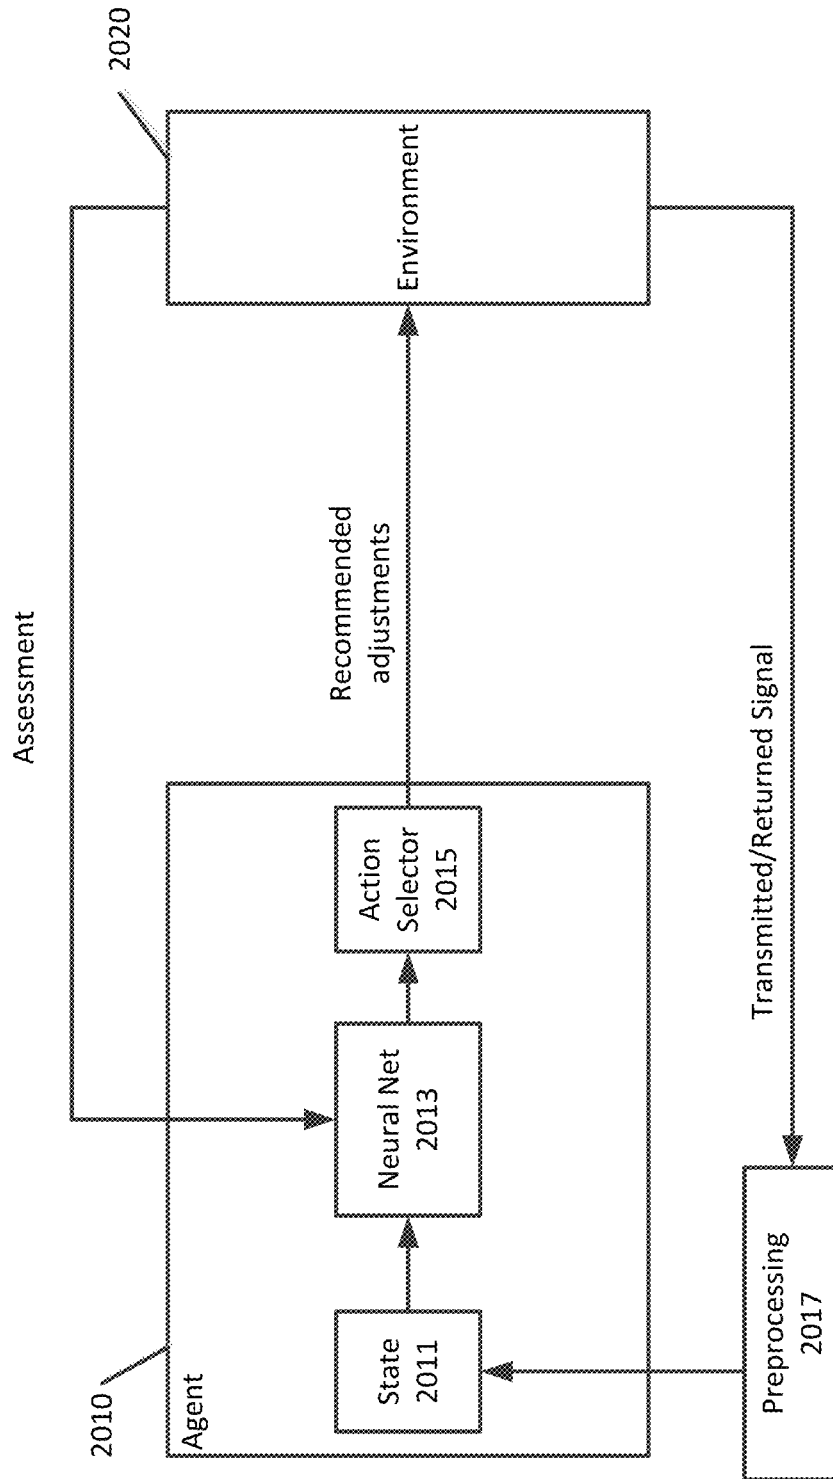 Assessment
2010
Agent
State
2011
Neural Net
2013
Action
Selector
2015
Recommended
adjustments
Environment
2020
Preprocessing
2017
Transmitted/Returned Signal